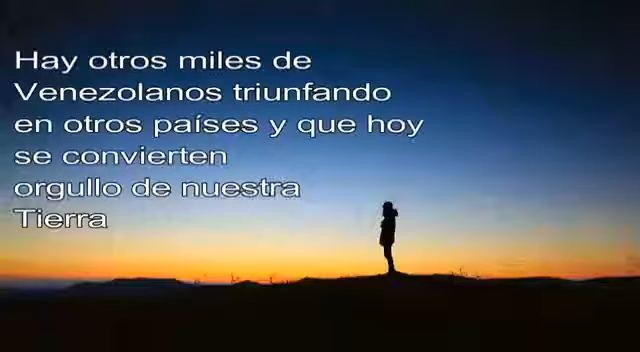 Hay otros miles de
Venezolanos triunfando
en otros países y que hoy
se convierten
orgullo de nuestra
Tierra